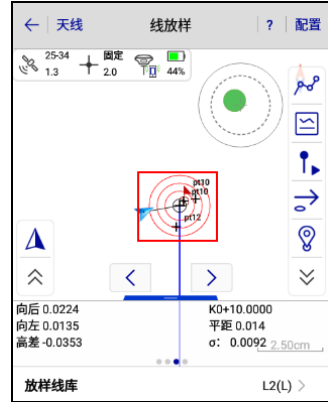 ← 天线 线放样 ? 配置
25-34 固定
1.3 2.0 44%
pt10
pt10
pt12
向后 0.0224 K0+10.0000
向左 0.0135 平距 0.014
高差 -0.0353 σ: 0.0092 2.50cm
放样线库 L2(L) >